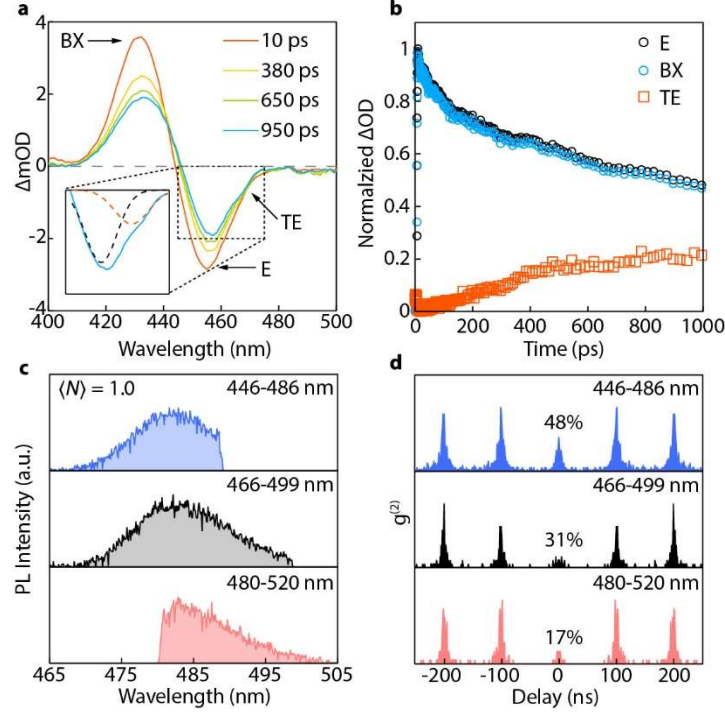 a
BX
10 ps
380 ps
650 ps
950 ps
TE
E
ΔmOD
4
2
0
-2
-4
400 420 440 460 480 500
Wavelength (nm)
b
E
BX
TE
Normalzied ΔOD
1
0.8
0.6
0.4
0.2
0
0 200 400 600 800 1000
Time (ps)
c
⟨N⟩ = 1.0
446-486 nm
466-499 nm
480-520 nm
PL Intensity (a.u.)
465 475 485 495 505
Wavelength (nm)
d
446-486 nm
48%
466-499 nm
31%
480-520 nm
17%
g(2)
-200 -100 0 100 200
Delay (ns)